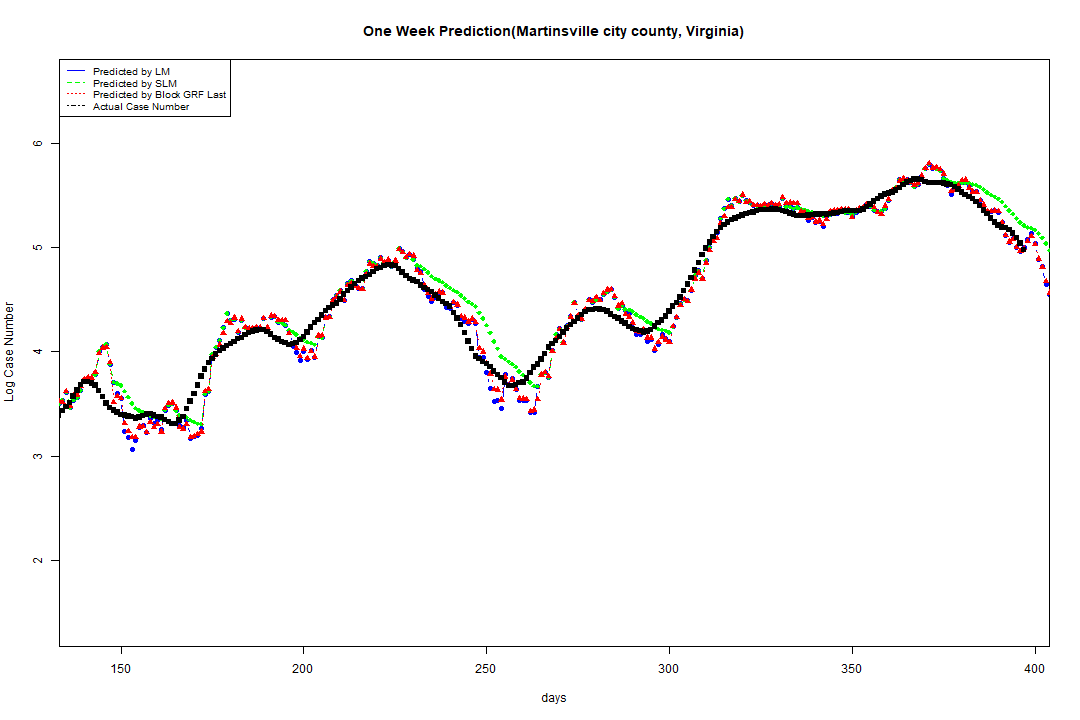 One Week Prediction(Martinsville city county, Virginia)
Predicted by LM
Predicted by SLM
Predicted by Block GRF Last
Actual Case Number
6
5
4
3
2
Log Case Number
150 200 250 300 350 400
days